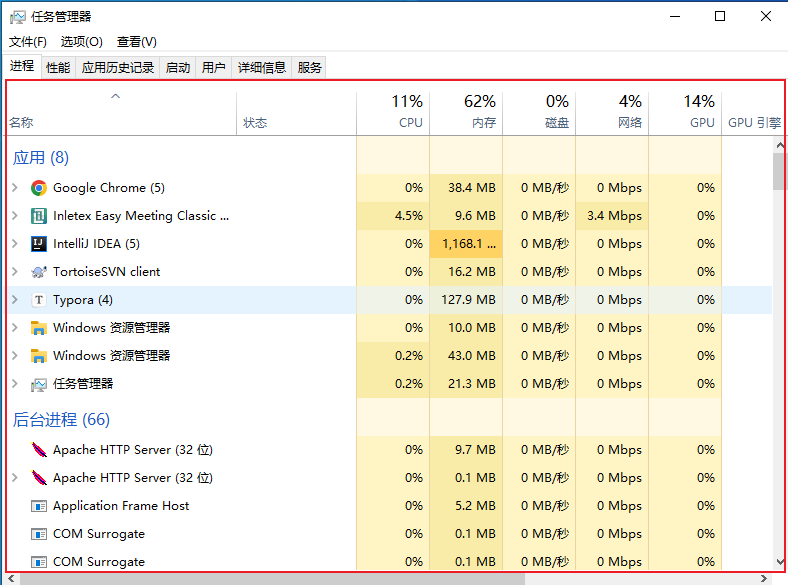 任务管理器
文件(F) 选项(O) 查看(V)
进程 性能 应用历史记录 启动 用户 详细信息 服务
11% 62% 0% 4% 14%
名称 状态 CPU 内存 磁盘 网络 GPU GPU 引擎
应用 (8)
Google Chrome (5) 0% 38.4 MB 0 MB/秒 0 Mbps 0%
Inletex Easy Meeting Classic ... 4.5% 9.6 MB 0 MB/秒 3.4 Mbps 0%
IntelliJ IDEA (5) 0% 1,168.1 ... 0 MB/秒 0 Mbps 0%
TortoiseSVN client 0% 16.2 MB 0 MB/秒 0 Mbps 0%
Typora (4) 0% 127.9 MB 0 MB/秒 0 Mbps 0%
Windows 资源管理器 0% 10.0 MB 0 MB/秒 0 Mbps 0%
Windows 资源管理器 0.2% 43.0 MB 0 MB/秒 0 Mbps 0%
任务管理器 0.2% 21.3 MB 0 MB/秒 0 Mbps 0%
后台进程 (66)
Apache HTTP Server (32 位) 0% 9.7 MB 0 MB/秒 0 Mbps 0%
Apache HTTP Server (32 位) 0% 0.1 MB 0 MB/秒 0 Mbps 0%
Application Frame Host 0% 5.2 MB 0 MB/秒 0 Mbps 0%
COM Surrogate 0% 0.1 MB 0 MB/秒 0 Mbps 0%
COM Surrogate 0% 0.1 MB 0 MB/秒 0 Mbps 0%